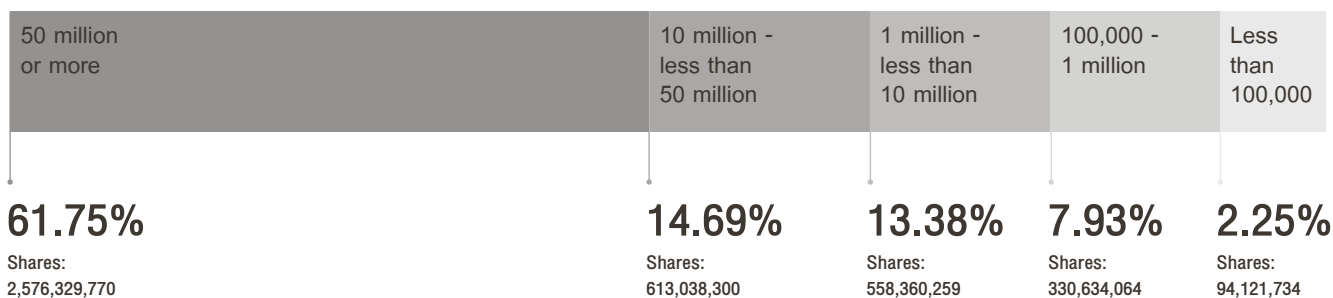 50 million
or more
10 million -
less than
50 million
1 million -
less than
10 million
100,000 -
1 million
Less
than
100,000
61.75%
Shares:
2,576,329,770
14.69%
Shares:
613,038,300
13.38%
Shares:
558,360,259
7.93%
Shares:
330,634,064
2.25%
Shares:
94,121,734